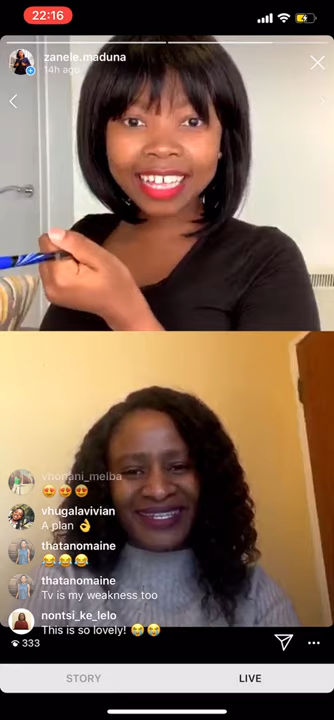 22:16
zanele.maduna
14h ago
vhonani_melba
😍😍😍
vhugalavivian
A plan 👌
thatanomaine
😂😂😂
thatanomaine
Tv is my weakness too
nontsi_ke_lelo
This is so lovely! 😭😭
333
STORY LIVE